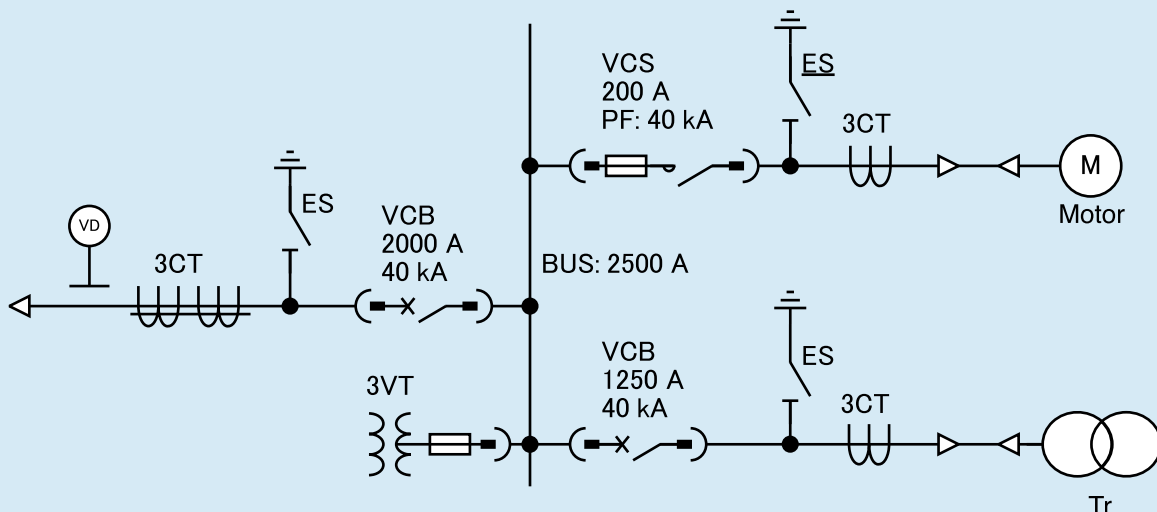 VCS
200 A
PF: 40 kA
ES
3CT
M
Motor
ES
VD
3CT
VCB
2000 A
40 kA
BUS: 2500 A
3VT
VCB
1250 A
40 kA
ES
3CT
Tr